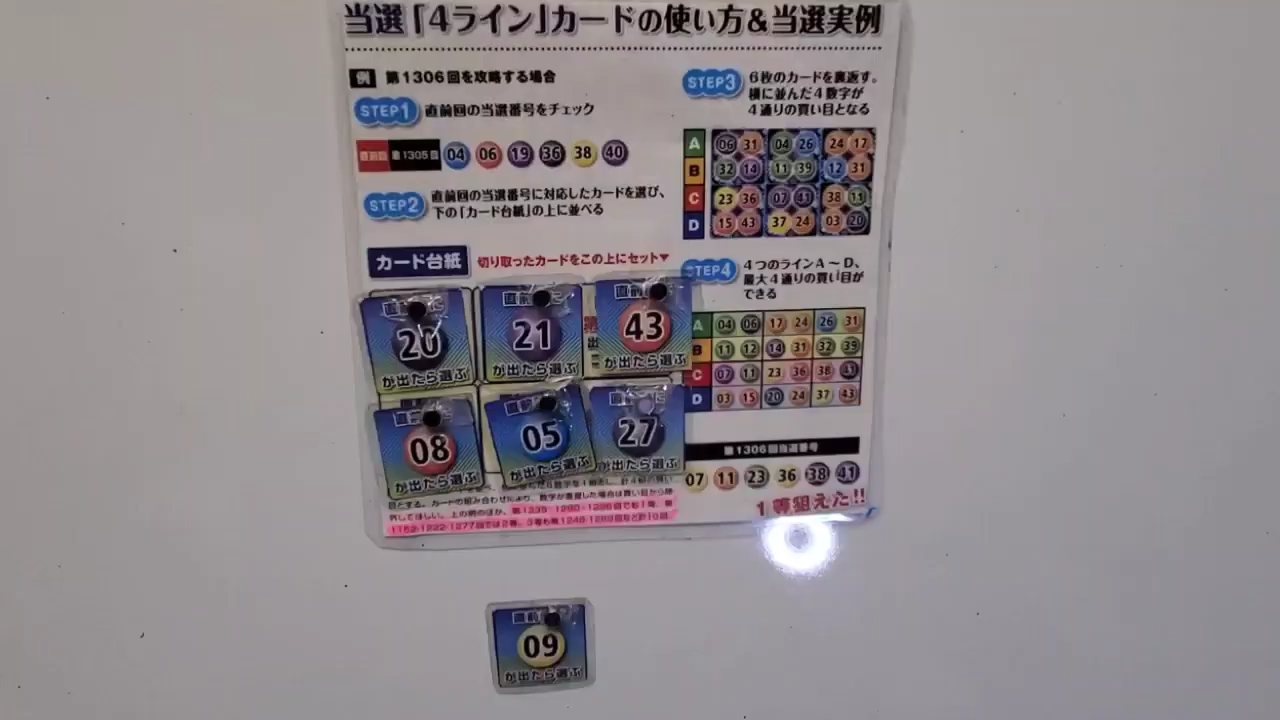 当選「4ライン」カードの使い方&当選実例
例 第1306回を攻略する場合
STEP1 直前回の当選番号をチェック
直前回 第1305回 04 06 19 36 38 40
STEP2 直前回の当選番号に対応したカードを選び、
下の「カード台紙」の上に並べる
カード台紙 切り取ったカードをこの上にセット▼
20
が出たら選ぶ
21
が出たら選ぶ
43
が出たら選ぶ
08
が出たら選ぶ
05
が出たら選ぶ
27
が出たら選ぶ
STEP3 6枚のカードを裏返す。
横に並んだ4数字が
4通りの買い目となる
A 06 31 04 26 24 17
B 32 14 11 39 12 31
C 23 36 07 41 38 11
D 15 43 37 24 03 20
STEP4 4つのラインA～D、
最大4通りの買い目が
できる
A 04 06 17 24 26 31
B 11 12 14 31 32 39
C 07 11 23 36 38 41
D 03 15 20 24 37 43
第1306回当選番号
07 11 23 36 38 41
1等狙えた!!
09
が出たら選ぶ